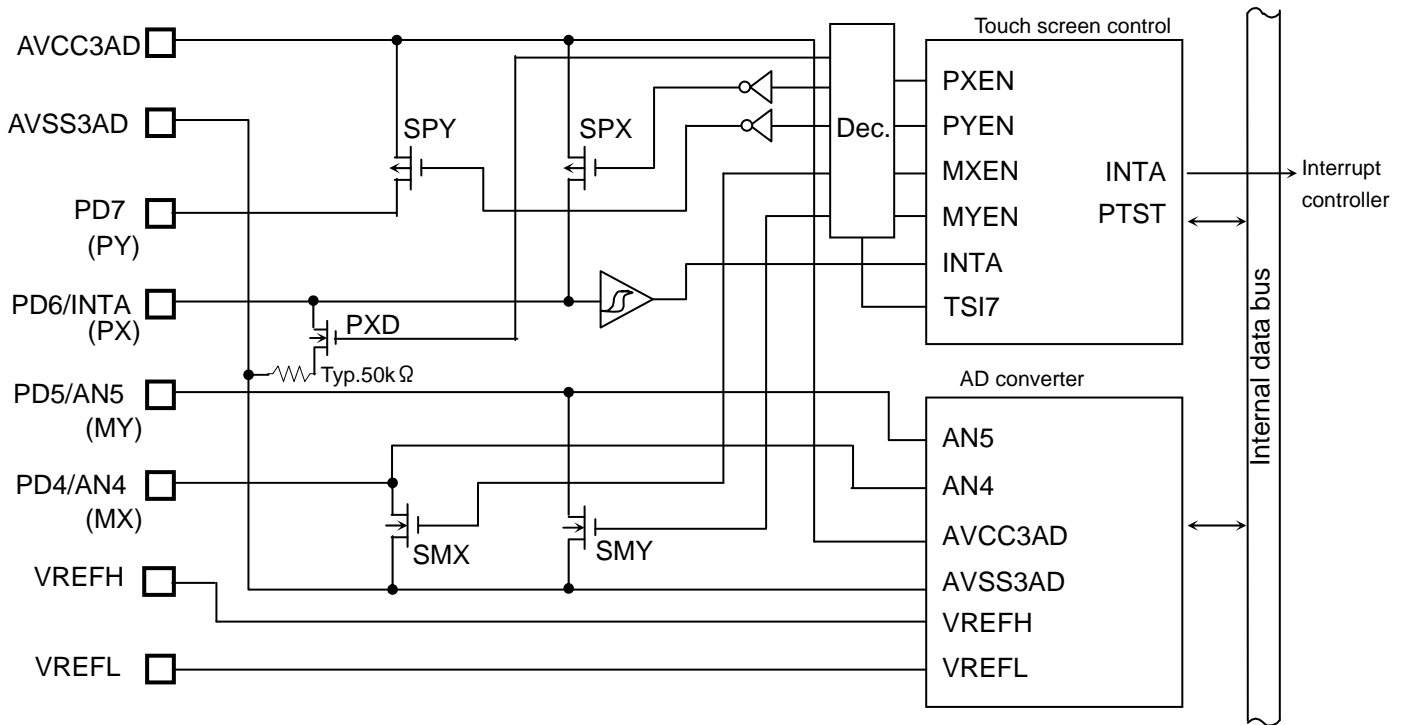 Touch screen control
AVCC3AD
AVSS3AD
PD7
(PY)
PD6/INTA
(PX)
PD5/AN5
(MY)
PD4/AN4
(MX)
VREFH
VREFL
SPY
SPX
PXD
Typ.50kΩ
SMX
SMY
Dec.
PXEN
PYEN
MXEN
MYEN
INTA
TSI7
INTA
PTST
Interrupt
controller
AD converter
AN5
AN4
AVCC3AD
AVSS3AD
VREFH
VREFL
Internal data bus